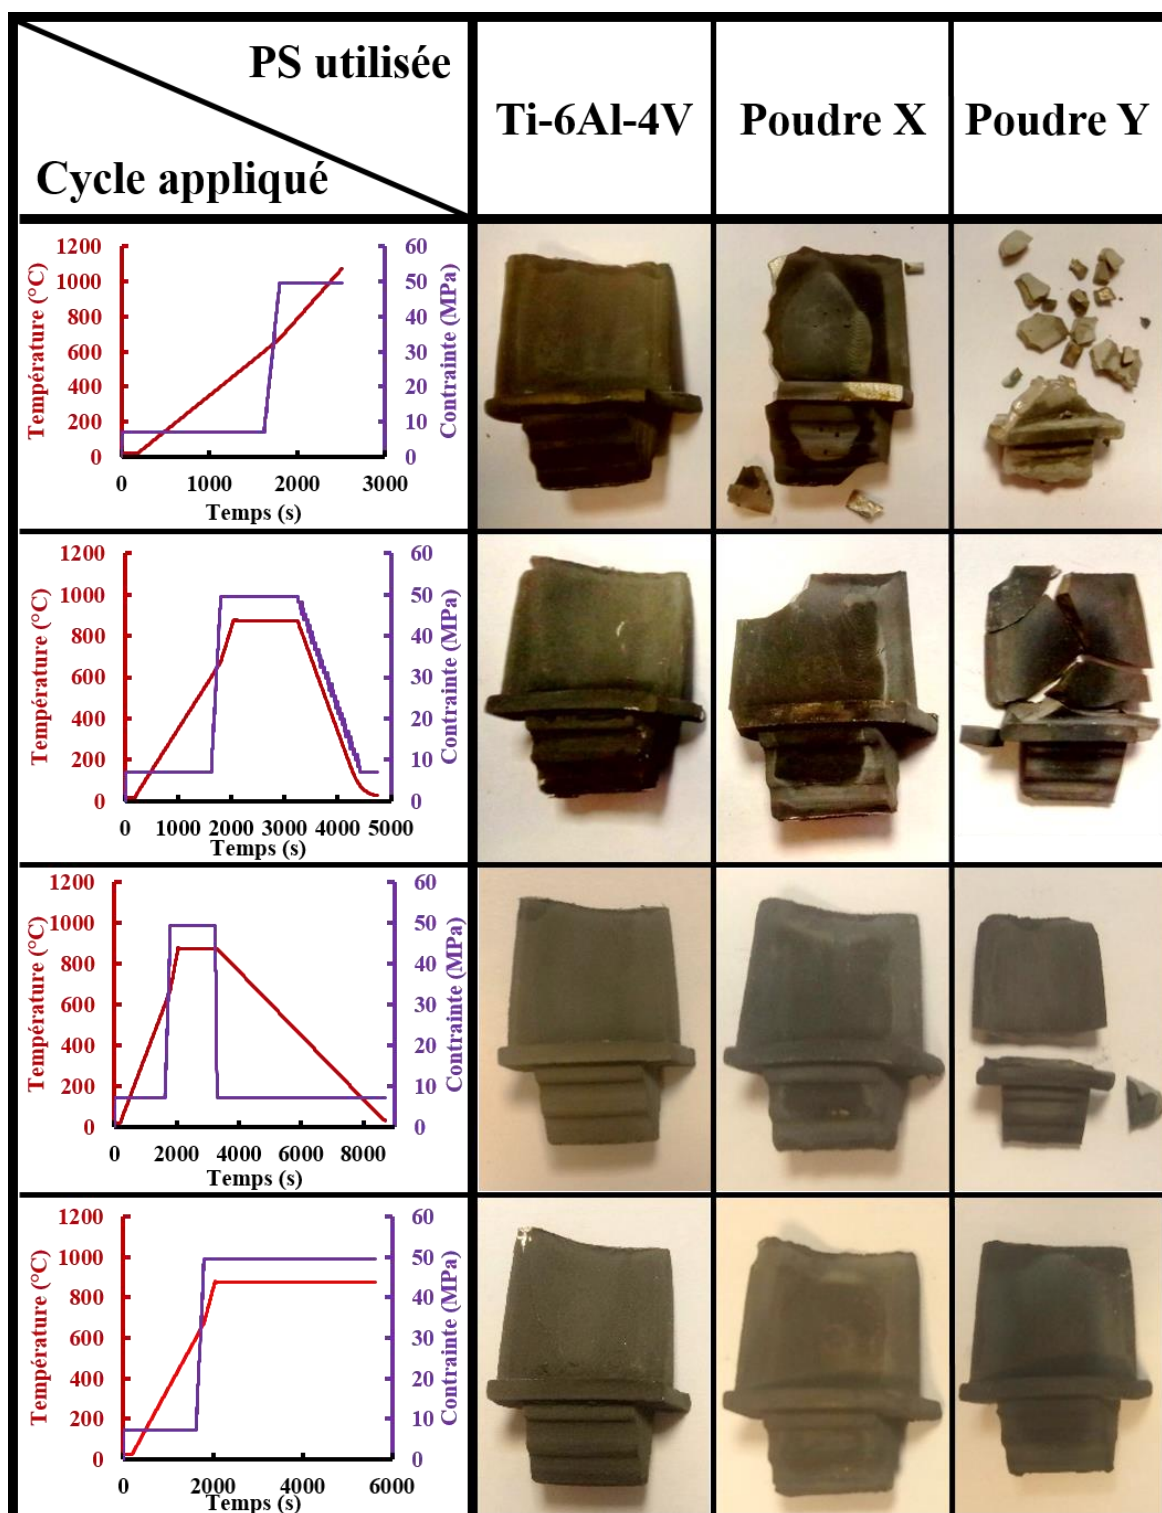 PS utilisée
Cycle appliqué
Ti-6Al-4V
Poudre X
Poudre Y
Température (°C)
1200
1000
800
600
400
200
0
60
50
40
30
20
10
0
Contrainte (MPa)
0 1000 2000 3000
Temps (s)
Température (°C)
1200
1000
800
600
400
200
0
60
50
40
30
20
10
0
Contrainte (MPa)
0 1000 2000 3000 4000 5000
Temps (s)
Température (°C)
1200
1000
800
600
400
200
0
60
50
40
30
20
10
0
Contrainte (MPa)
0 2000 4000 6000 8000
Temps (s)
Température (°C)
1200
1000
800
600
400
200
0
60
50
40
30
20
10
0
Contrainte (MPa)
0 2000 4000 6000
Temps (s)